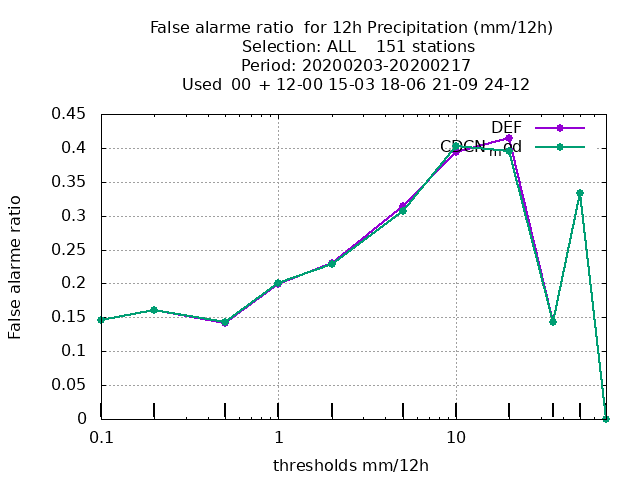 False alarme ratio  for 12h Precipitation (mm/12h)
Selection: ALL    151 stations
Period: 20200203-20200217
Used  00 + 12-00 15-03 18-06 21-09 24-12
False alarme ratio
0.45
0.4
0.35
0.3
0.25
0.2
0.15
0.1
0.05
0
DEF
CDCN_mod
0.1
1
10
thresholds mm/12h